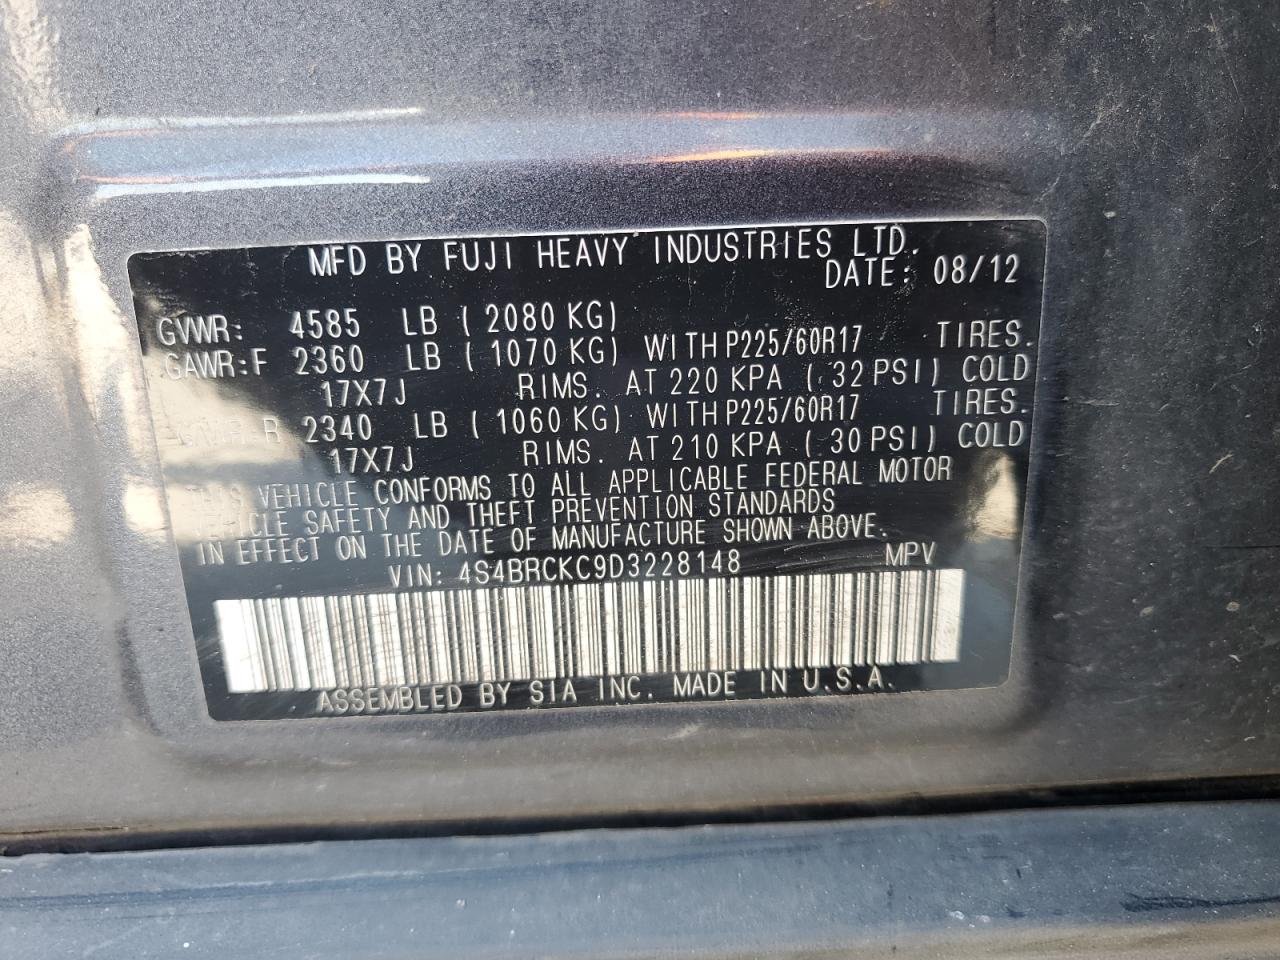 MFD BY FUJI HEAVY INDUSTRIES LTD.
DATE: 08/12
GVWR: 4585 LB (2080 KG)
GAWR:F 2360 LB (1070 KG) WITH P225/60R17 TIRES.
17X7J RIMS. AT 220 KPA (32 PSI) COLD
GAWR:R 2340 LB (1060 KG) WITH P225/60R17 TIRES.
17X7J RIMS. AT 210 KPA (30 PSI) COLD
THIS VEHICLE CONFORMS TO ALL APPLICABLE FEDERAL MOTOR
VEHICLE SAFETY AND THEFT PREVENTION STANDARDS
IN EFFECT ON THE DATE OF MANUFACTURE SHOWN ABOVE.
VIN: 4S4BRCKC9D3228148 MPV
ASSEMBLED BY SIA INC. MADE IN U.S.A.